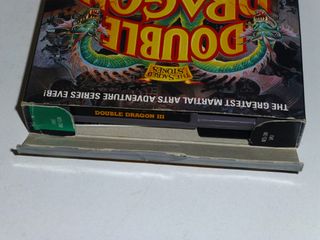 DOUBLE
DRAGON
THE SACRED
STONES
THE GREATEST MARTIAL ARTS ADVENTURE SERIES EVER!
DOUBLE DRAGON III